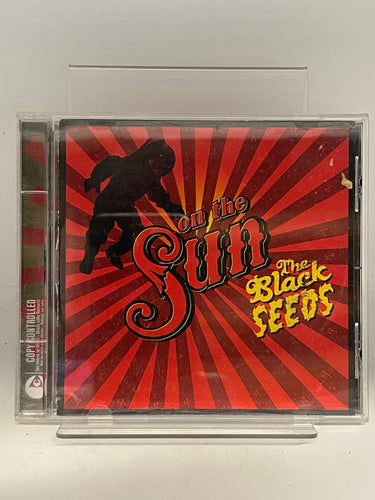 on the
Sun
The
Black
SEEDS
COPY CONTROLLED